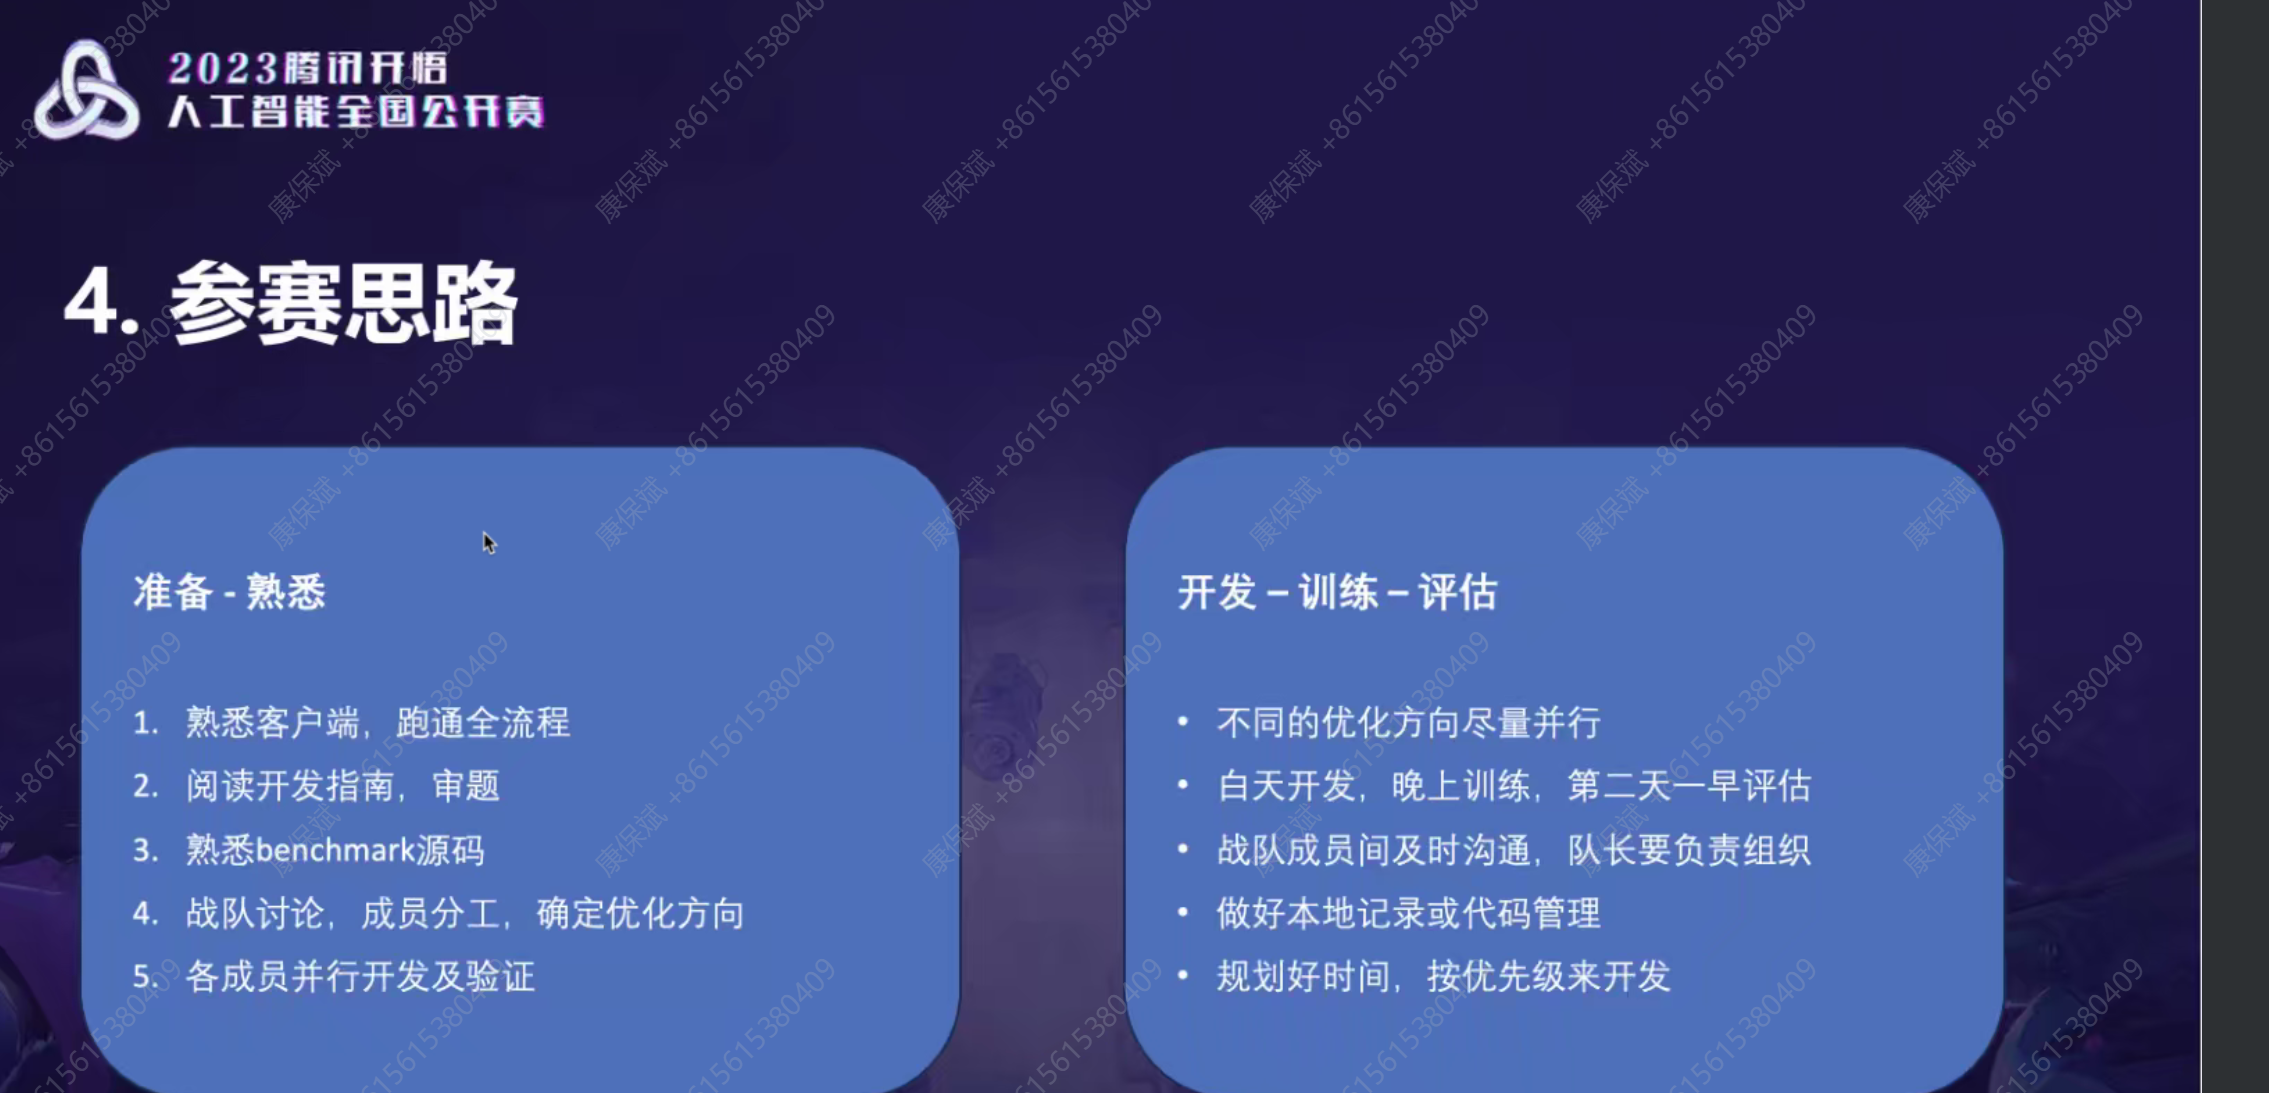 2023腾讯开悟
人工智能全国公开赛
4. 参赛思路
准备 - 熟悉
1. 熟悉客户端，跑通全流程
2. 阅读开发指南，审题
3. 熟悉benchmark源码
4. 战队讨论，成员分工，确定优化方向
5. 各成员并行开发及验证
开发 – 训练 – 评估
• 不同的优化方向尽量并行
• 白天开发，晚上训练，第二天一早评估
• 战队成员间及时沟通，队长要负责组织
• 做好本地记录或代码管理
• 规划好时间，按优先级来开发
康保斌 +8615615380409